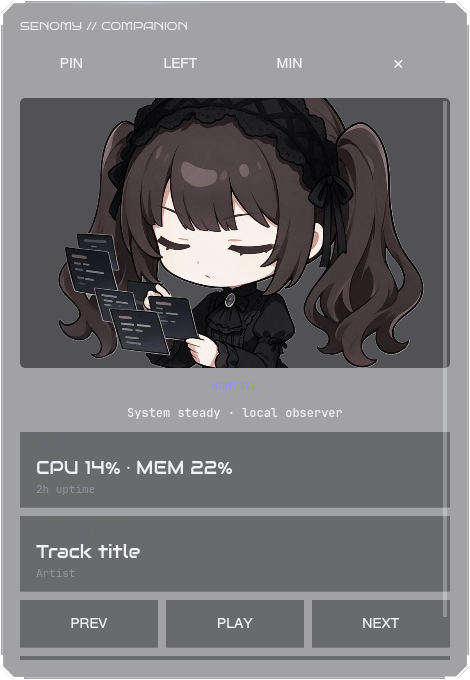 SENOMY // COMPANION
PIN LEFT MIN ×
System steady · local observer
CPU 14% · MEM 22%
2h uptime
Track title
Artist
PREV PLAY NEXT